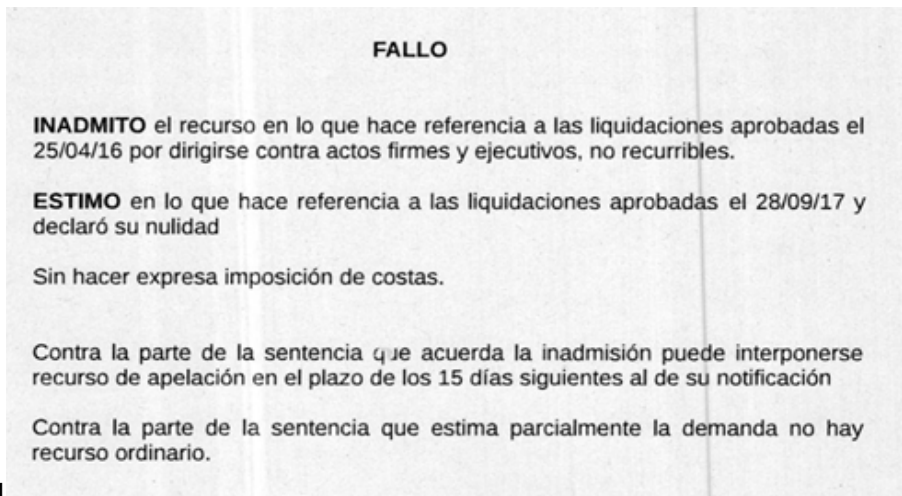 FALLO
INADMITO el recurso en lo que hace referencia a las liquidaciones aprobadas el
25/04/16 por dirigirse contra actos firmes y ejecutivos, no recurribles.
ESTIMO en lo que hace referencia a las liquidaciones aprobadas el 28/09/17 y
declaró su nulidad
Sin hacer expresa imposición de costas.
Contra la parte de la sentencia que acuerda la inadmisión puede interponerse
recurso de apelación en el plazo de los 15 días siguientes al de su notificación
Contra la parte de la sentencia que estima parcialmente la demanda no hay
recurso ordinario.